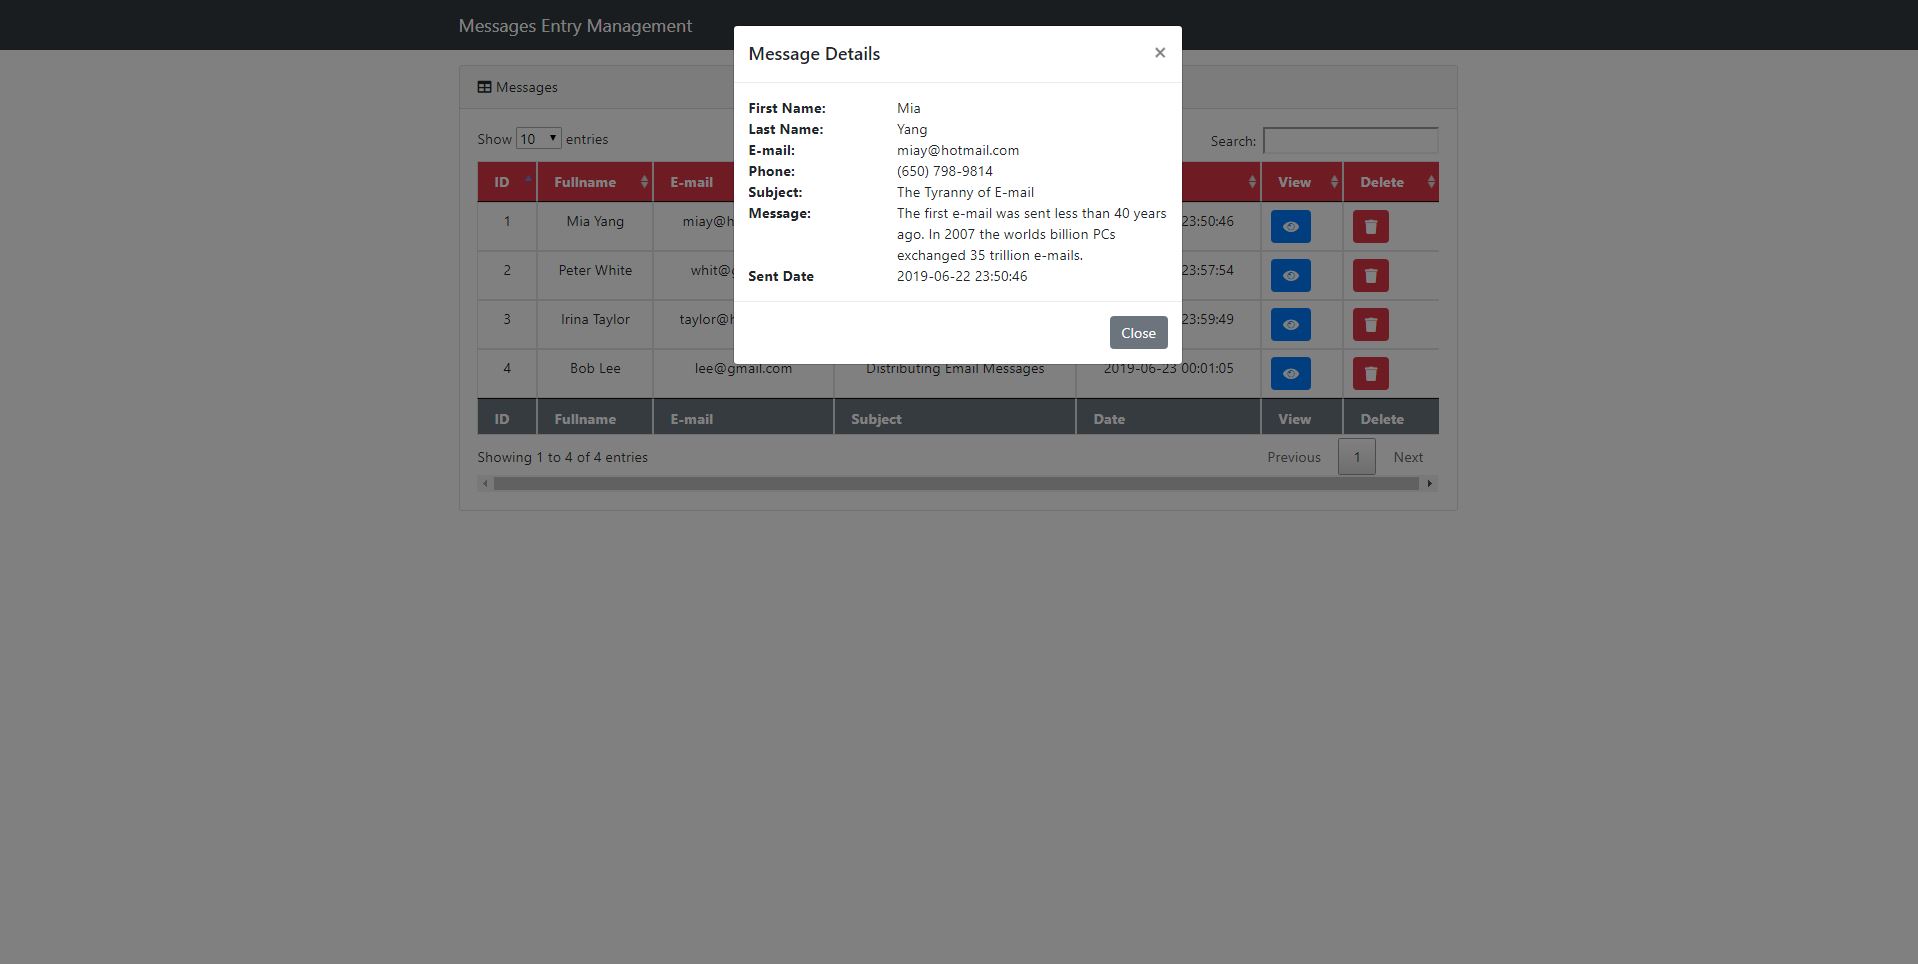 Messages Entry Management
Message Details ×
First Name: Mia
Last Name: Yang
E-mail: miay@hotmail.com
Phone: (650) 798-9814
Subject: The Tyranny of E-mail
Message: The first e-mail was sent less than 40 years
ago. In 2007 the worlds billion PCs
exchanged 35 trillion e-mails.
Sent Date 2019-06-22 23:50:46
Close
Messages
Show 10 entries Search:
ID Fullname E-mail View Delete
1 Mia Yang miay@h 23:50:46
2 Peter White whit@g 23:57:54
3 Irina Taylor taylor@h 23:59:49
4 Bob Lee lee@gmail.com Distributing Email Messages 2019-06-23 00:01:05
ID Fullname E-mail Subject Date View Delete
Showing 1 to 4 of 4 entries Previous 1 Next